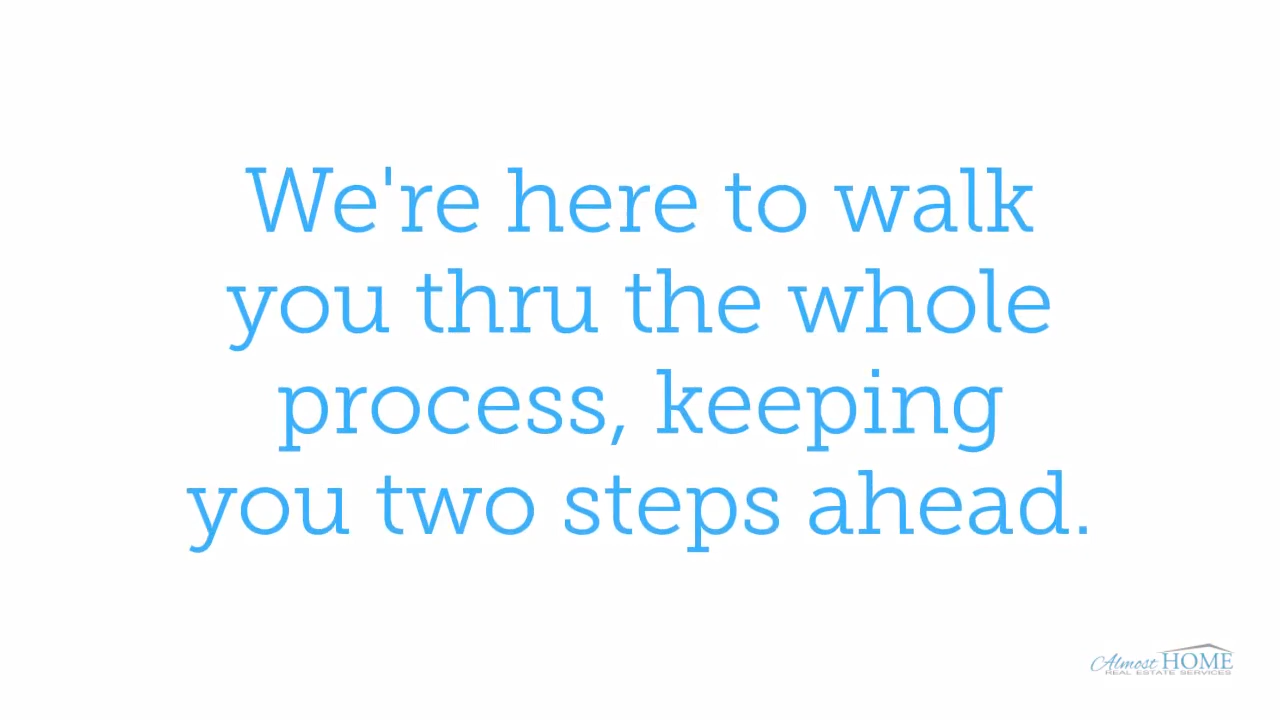 We're here to walk
you thru the whole
process, keeping
you two steps ahead.
Almost HOME
REAL ESTATE SERVICES